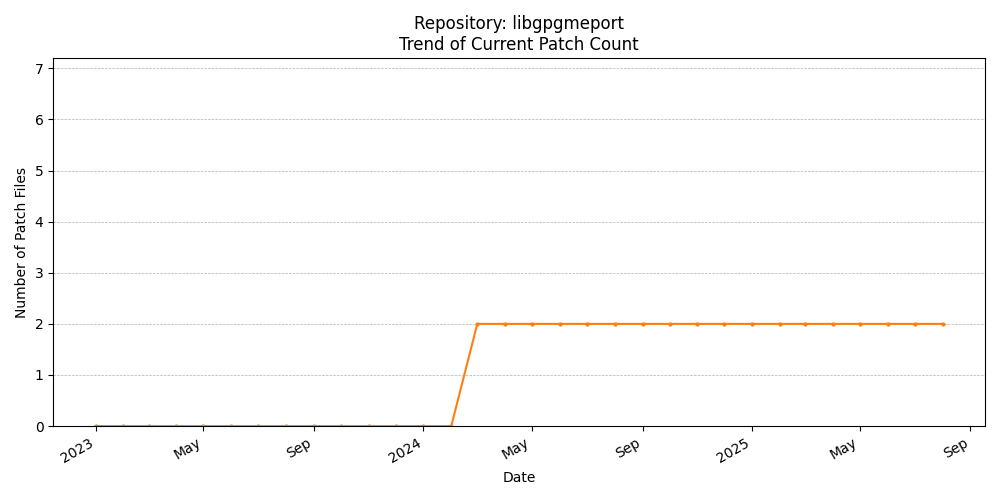 Repository: libgpgmeport
Trend of Current Patch Count
Number of Patch Files
7
6
5
4
3
2
1
0
2023
May
Sep
2024
May
Sep
2025
May
Sep
Date